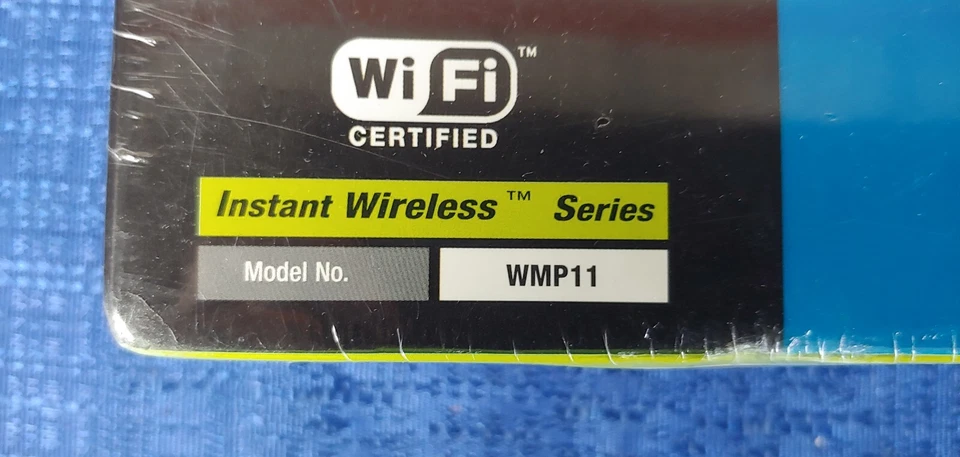 Wi Fi™
CERTIFIED
Instant Wireless™ Series
Model No. WMP11